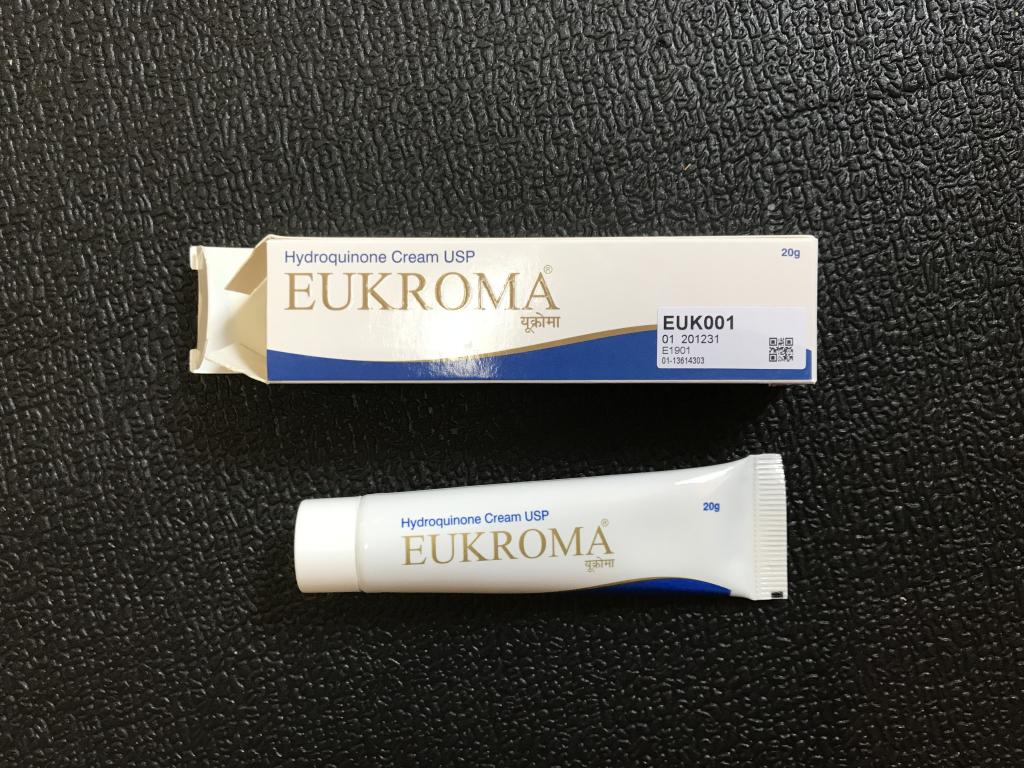 Hydroquinone Cream USP
20g
EUKROMA®
यूक्रोमा
EUK001
01 201231
E1901
01-13614303
Hydroquinone Cream USP
20g
EUKROMA®
यूक्रोमा